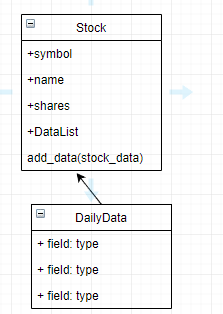 Stock
+symbol
+name
+shares
+DataList
add_data(stock_data)
DailyData
+ field: type
+ field: type
+ field: type